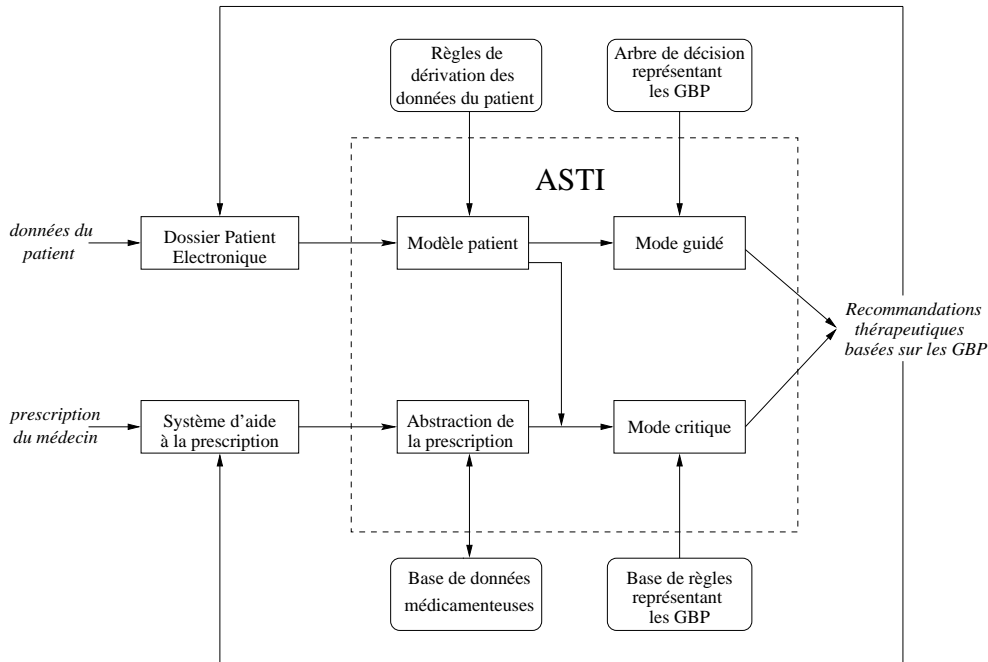 Règles de
dérivation des
données du patient
Arbre de décision
représentant
les GBP
ASTI
données du
patient
Dossier Patient
Electronique
Modèle patient
Mode guidé
Recommandations
thérapeutiques
basées sur les GBP
prescription
du médecin
Système d'aide
à la prescription
Abstraction de
la prescription
Mode critique
Base de données
médicamenteuses
Base de règles
représentant
les GBP